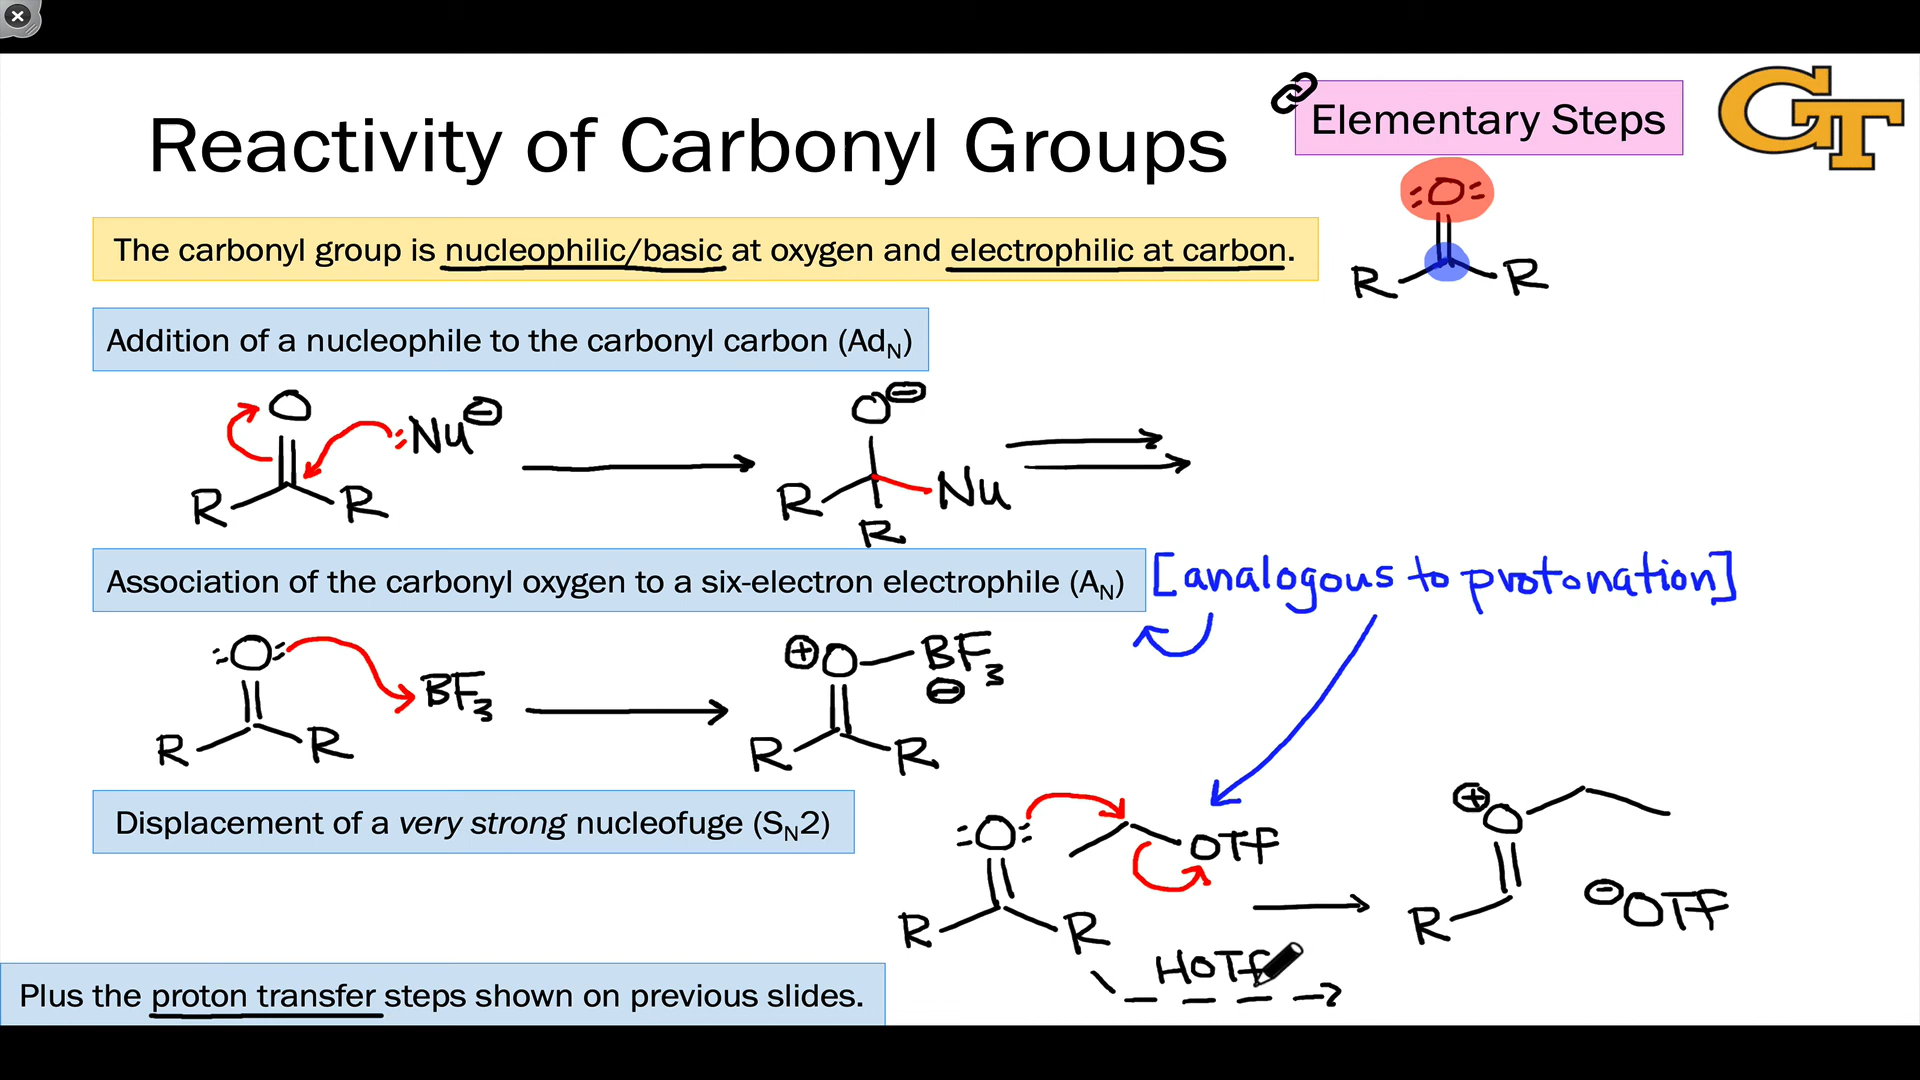 Reactivity of Carbonyl Groups
Elementary Steps
GT
The carbonyl group is nucleophilic/basic at oxygen and electrophilic at carbon.
:O:
R R
Addition of a nucleophile to the carbonyl carbon (AdN)
O :Nu⊖
R R
O⊖
R Nu
R
Association of the carbonyl oxygen to a six-electron electrophile (AN) [analogous to protonation]
:O: BF3
R R
⊕O BF3
⊖
R R
Displacement of a very strong nucleofuge (SN2)
:O: OTf
R R
HOTf
⊕O
R ⊖OTf
Plus the proton transfer steps shown on previous slides.